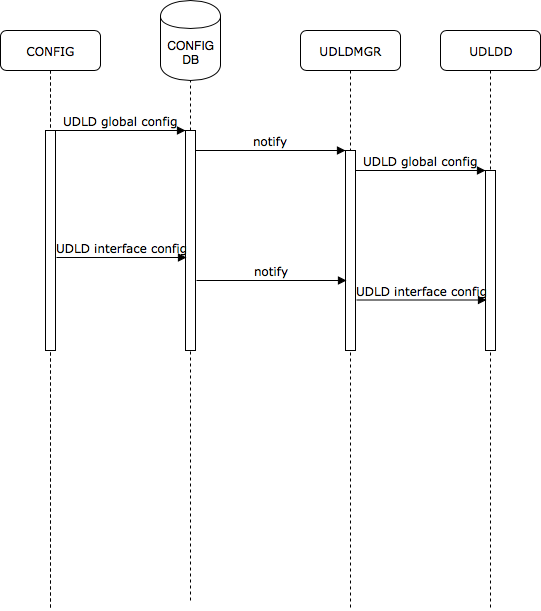 CONFIG
CONFIG
DB
UDLDMGR
UDLDD
UDLD global config
notify
UDLD global config
UDLD interface config
notify
UDLD interface config